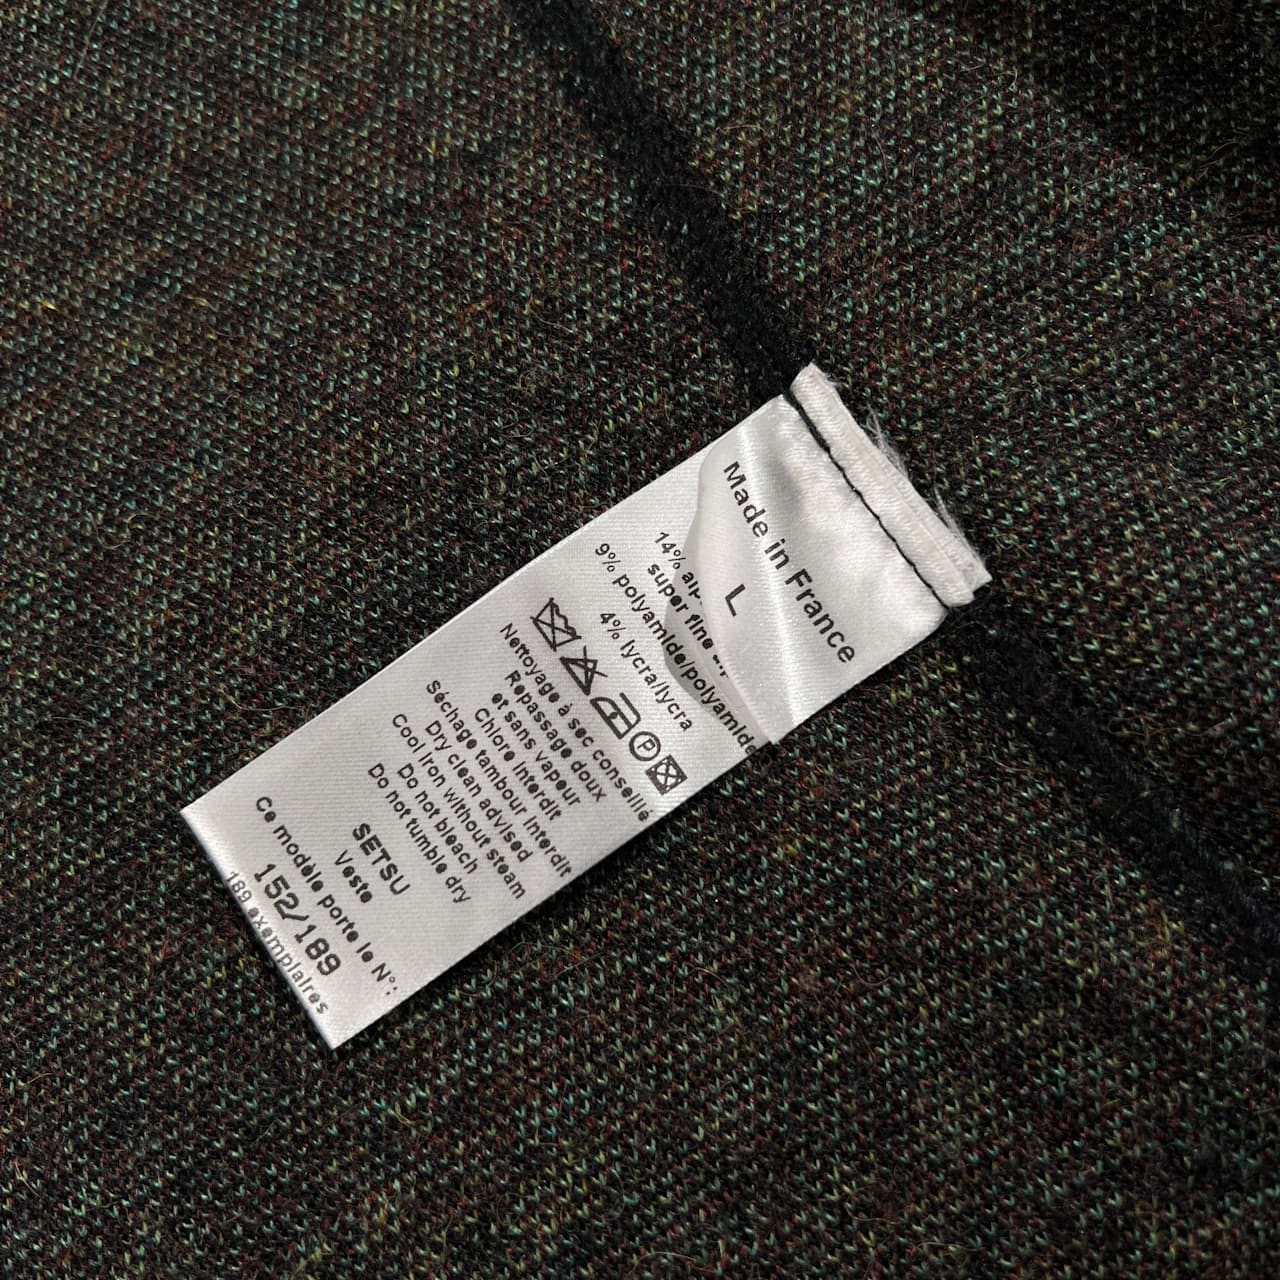 Made in France
L
14%
super fine
9% polyamide/polyamide
4% lycra/lycra
P
Nettoyage à sec conseillé
Repassage doux
et sans vapeur
Chlore interdit
Séchage tambour interdit
Dry clean advised
Cool iron without steam
Do not bleach
Do not tumble dry
SETSU
Veste
Ce modèle porte le N°:
152/189
189 exemplaires